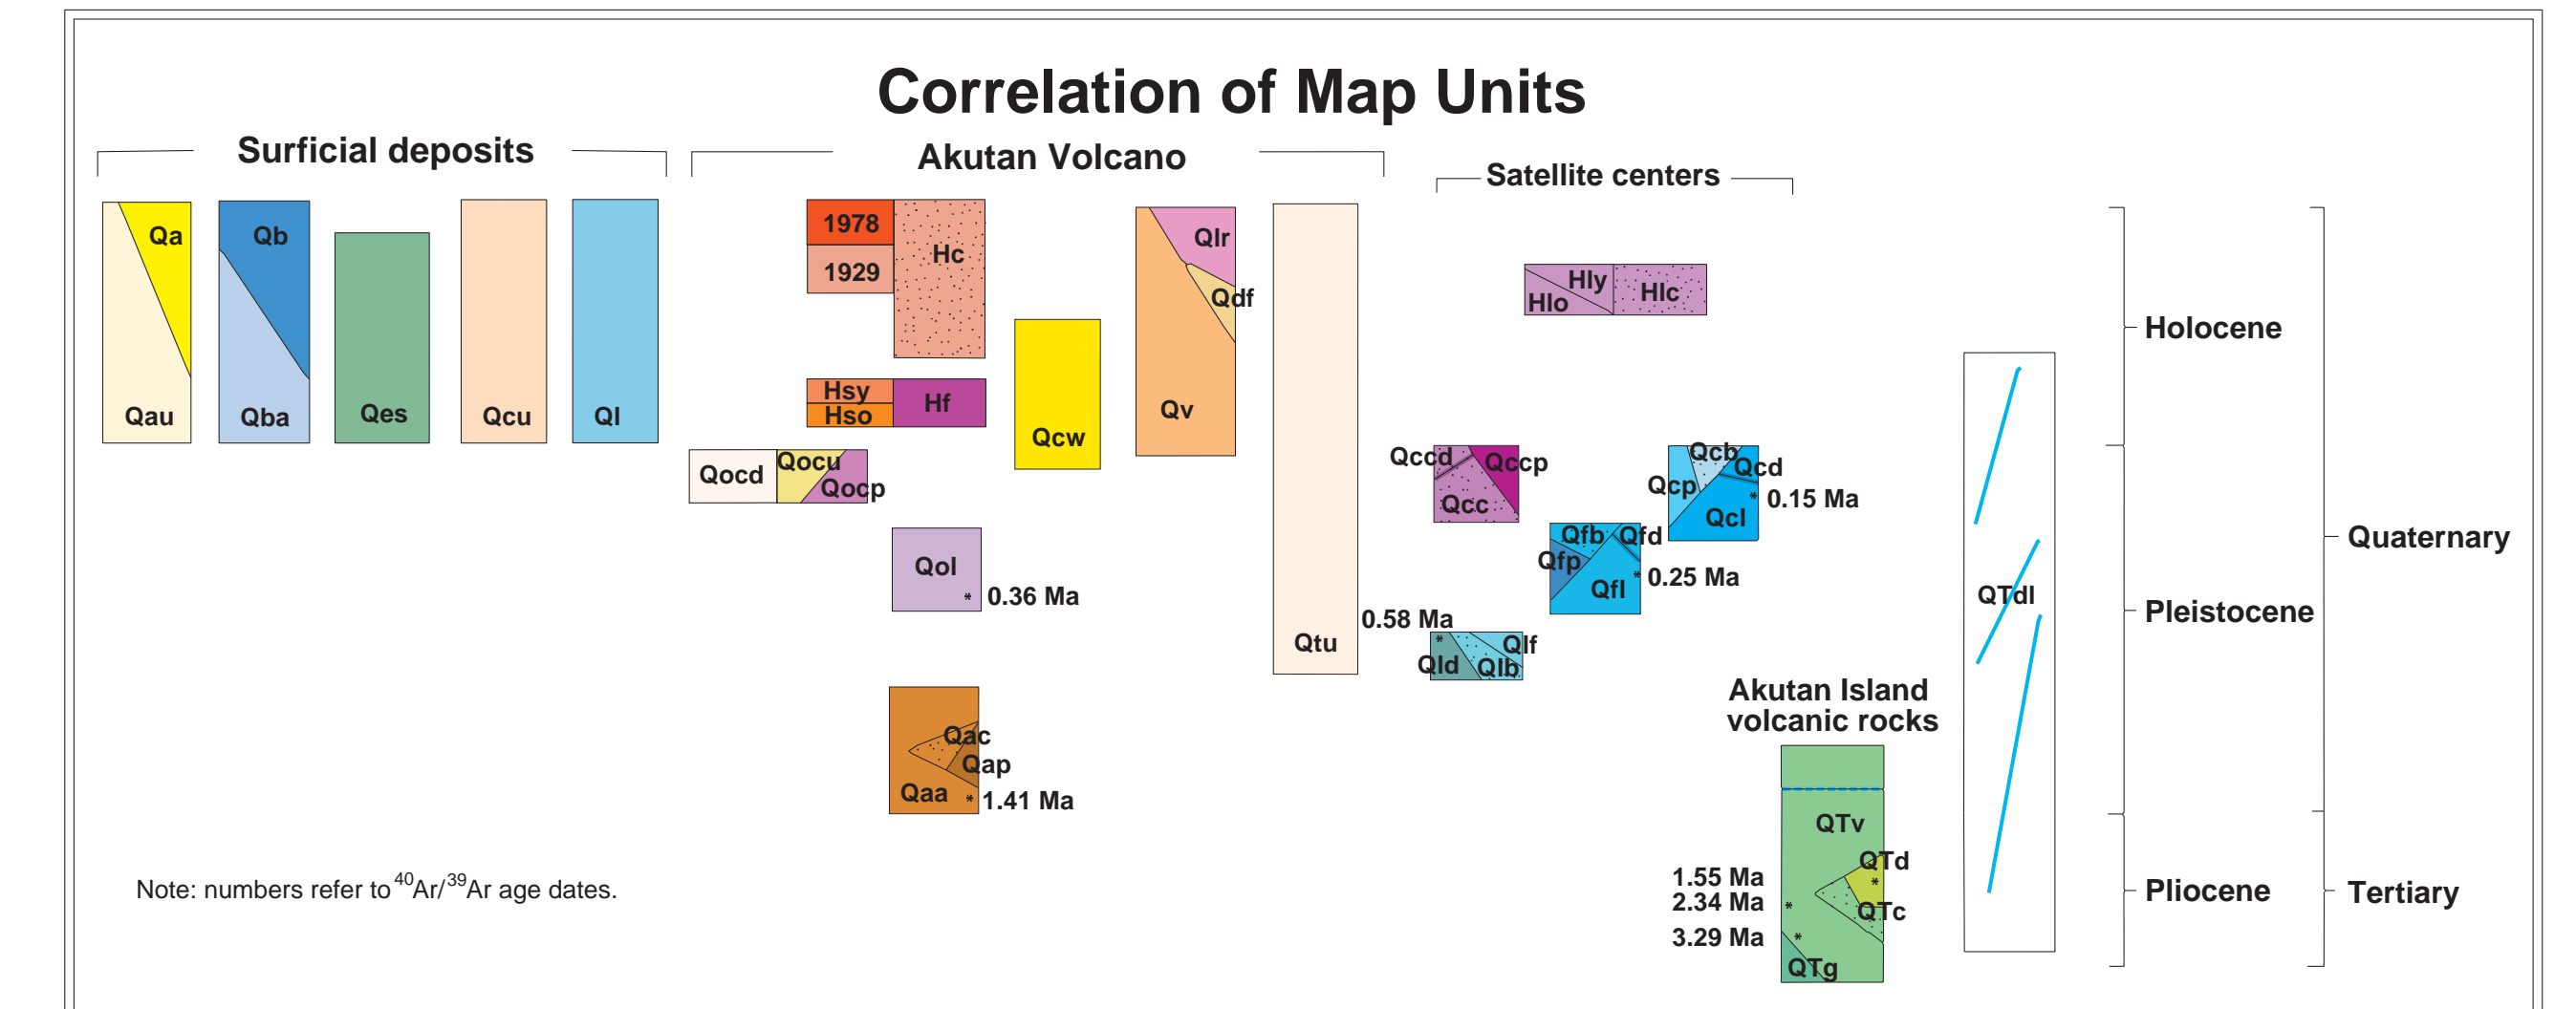 Correlation of Map Units
Surficial deposits
Akutan Volcano
Satellite centers
Qa
Qau
Qb
Qba
Qes
Qcu
Ql
1978
1929
Hc
Hsy
Hso
Hf
Qocd
Qocu
Qocp
Qol
* 0.36 Ma
Qac
Qap
Qaa
* 1.41 Ma
Qcw
Qlr
Qdf
Qv
Qtu
Hly
Hlo
Hlc
Qccd
Qccp
Qcc
Qcb
Qcd
Qcp
* 0.15 Ma
Qcl
Qfb
Qfd
Qfp
* 0.25 Ma
Qfl
0.58 Ma
*
Qlf
Qld
Qlb
Akutan Island
volcanic rocks
QTv
QTd
*
1.55 Ma
2.34 Ma *
QTc
3.29 Ma *
QTg
QTdl
Holocene
Pleistocene
Pliocene
Quaternary
Tertiary
Note: numbers refer to 40Ar/39Ar age dates.